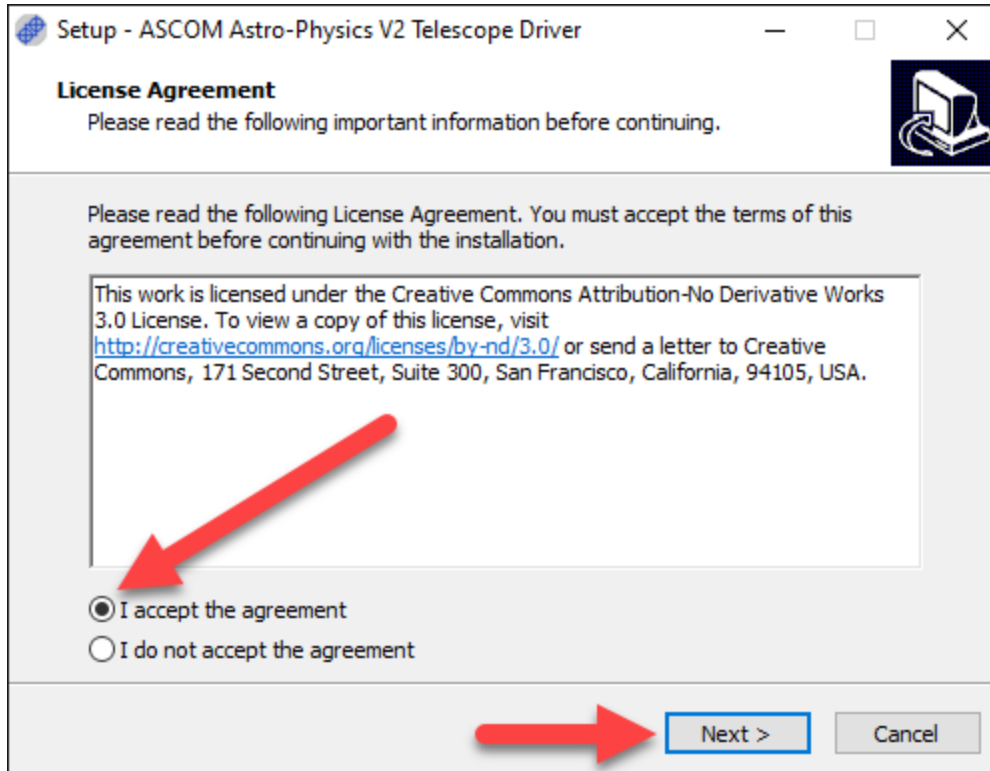 Setup - ASCOM Astro-Physics V2 Telescope Driver
License Agreement
Please read the following important information before continuing.
Please read the following License Agreement. You must accept the terms of this
agreement before continuing with the installation.
This work is licensed under the Creative Commons Attribution-No Derivative Works
3.0 License. To view a copy of this license, visit
http://creativecommons.org/licenses/by-nd/3.0/ or send a letter to Creative
Commons, 171 Second Street, Suite 300, San Francisco, California, 94105, USA.
I accept the agreement
I do not accept the agreement
Next > Cancel